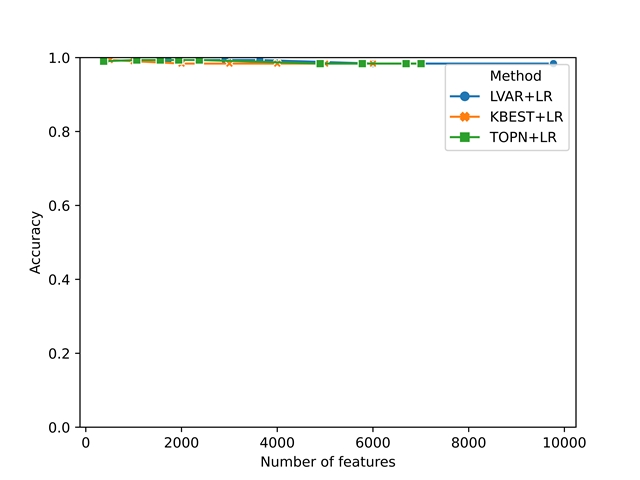 1.0
0.8
0.6
0.4
0.2
0.0
Accuracy
0 2000 4000 6000 8000 10000
Number of features
Method
LVAR+LR
KBEST+LR
TOPN+LR